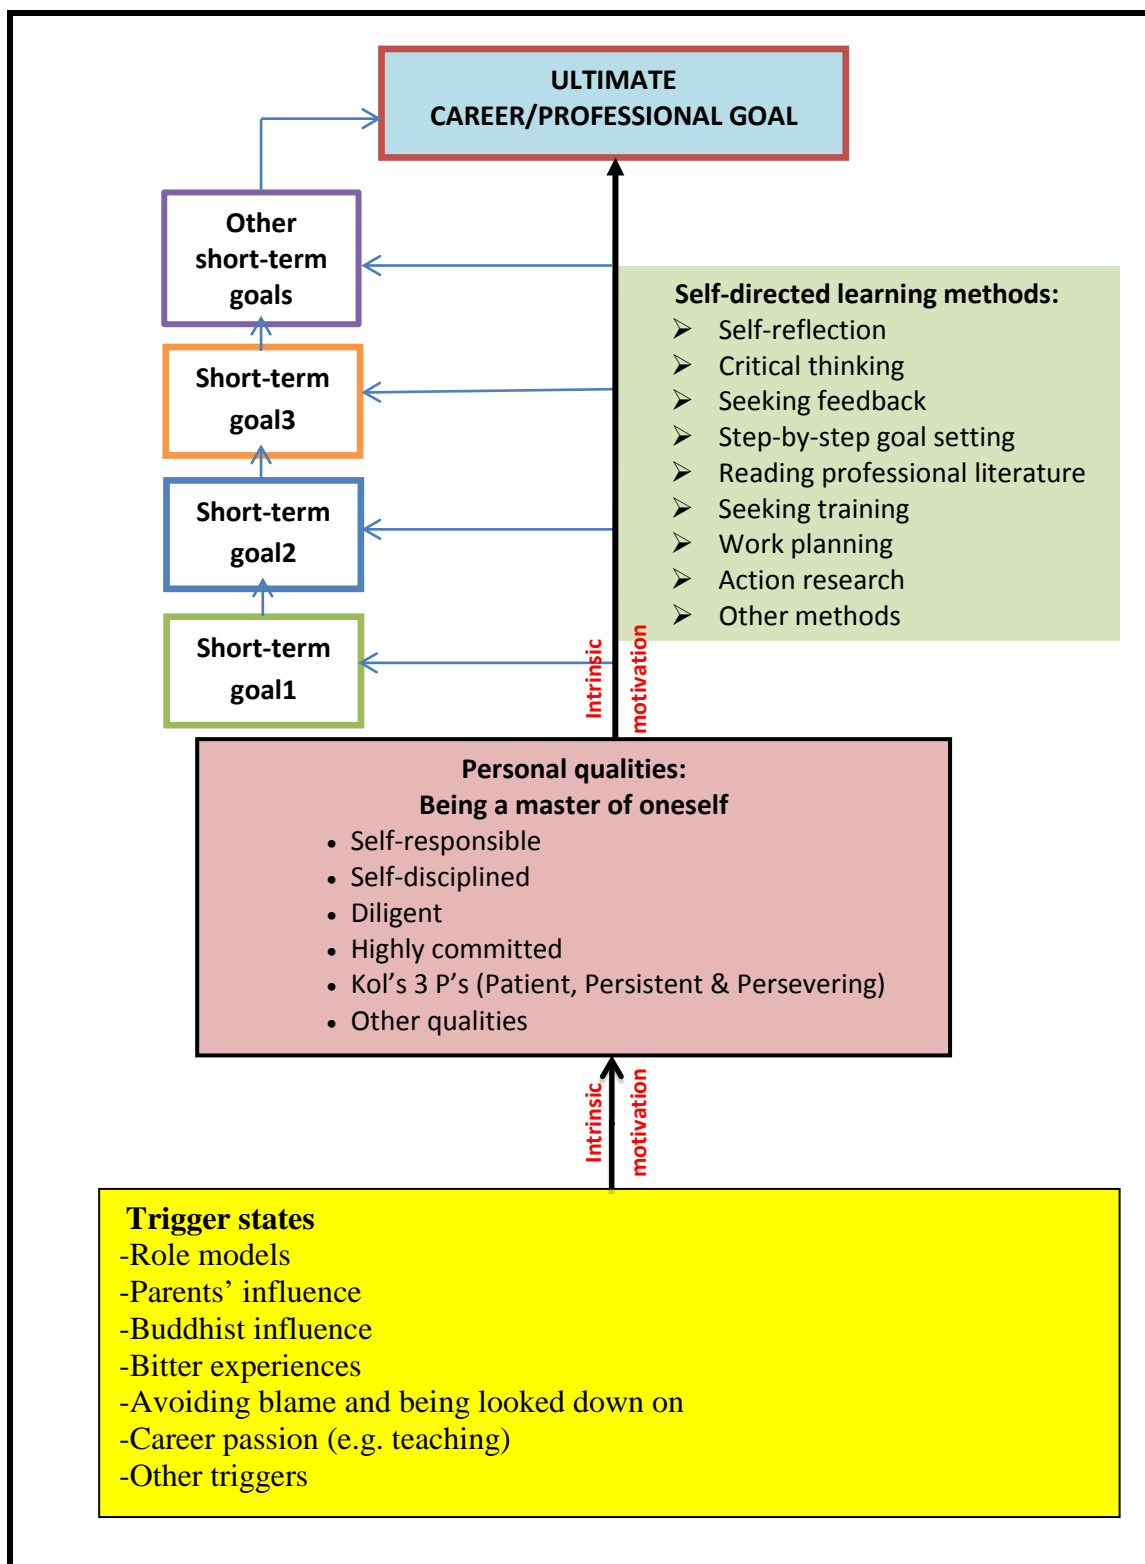 ULTIMATE
CAREER/PROFESSIONAL GOAL
Other
short-term
goals
Short-term
goal3
Short-term
goal2
Short-term
goal1
Self-directed learning methods:
➢ Self-reflection
➢ Critical thinking
➢ Seeking feedback
➢ Step-by-step goal setting
➢ Reading professional literature
➢ Seeking training
➢ Work planning
➢ Action research
➢ Other methods
Intrinsic
motivation
Personal qualities:
Being a master of oneself
• Self-responsible
• Self-disciplined
• Diligent
• Highly committed
• Kol’s 3 P’s (Patient, Persistent & Persevering)
• Other qualities
Intrinsic
motivation
Trigger states
-Role models
-Parents’ influence
-Buddhist influence
-Bitter experiences
-Avoiding blame and being looked down on
-Career passion (e.g. teaching)
-Other triggers